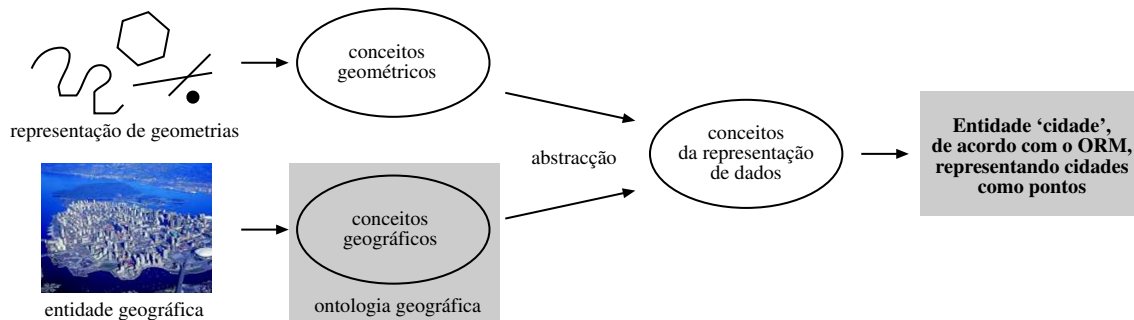 representação de geometrias
conceitos
geométricos
entidade geográfica
conceitos
geográficos
ontologia geográfica
abstracção
conceitos
da representação
de dados
Entidade ‘cidade’,
de acordo com o ORM,
representando cidades
como pontos